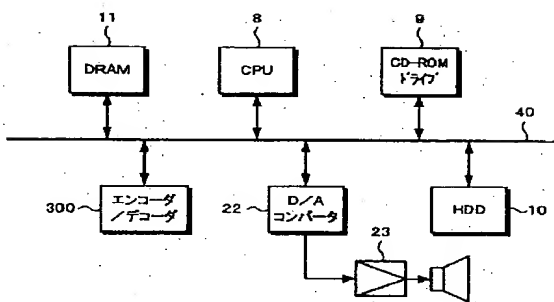 11
8
9
DRAM
CPU
CD-ROM
ドライブ
40
300
エンコーダ
/デコーダ
22
D/A
コンバータ
HDD
10
23